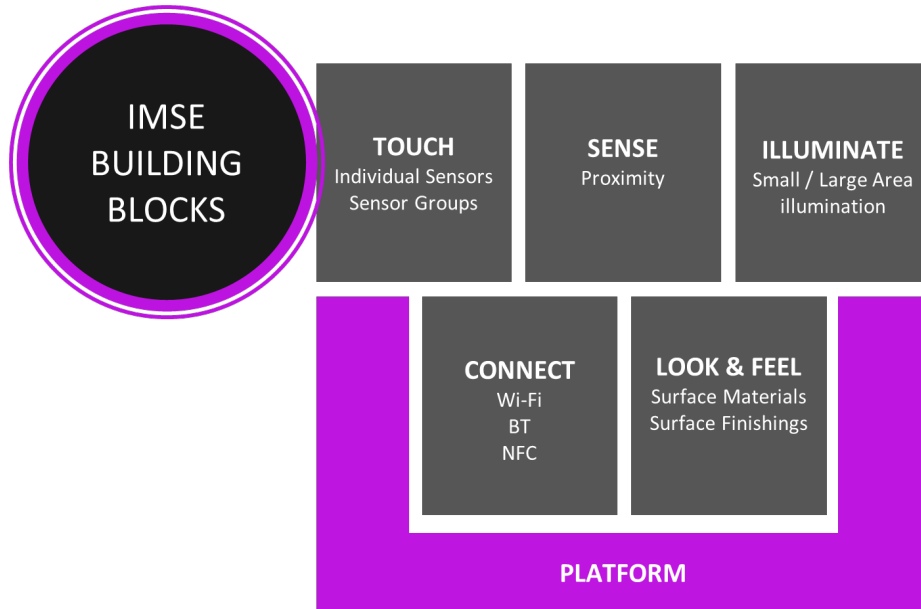 IMSE
BUILDING
BLOCKS
TOUCH
Individual Sensors
Sensor Groups
SENSE
Proximity
ILLUMINATE
Small / Large Area
illumination
CONNECT
Wi-Fi
BT
NFC
LOOK & FEEL
Surface Materials
Surface Finishings
PLATFORM